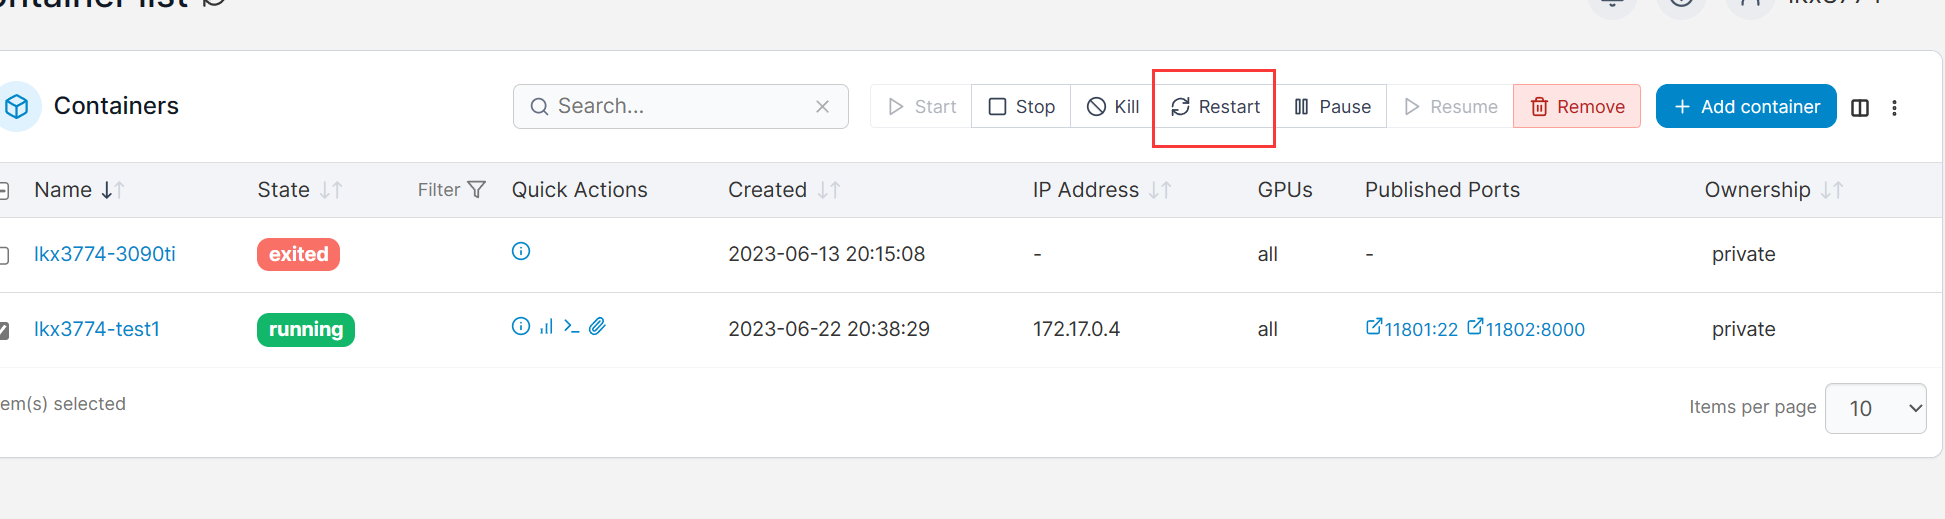 Container list
lkx3774
Containers
Search...
Start
Stop
Kill
Restart
Pause
Resume
Remove
+ Add container
Name
State
Filter
Quick Actions
Created
IP Address
GPUs
Published Ports
Ownership
lkx3774-3090ti
exited
2023-06-13 20:15:08
-
all
-
private
lkx3774-test1
running
2023-06-22 20:38:29
172.17.0.4
all
11801:22 11802:8000
private
em(s) selected
Items per page
10